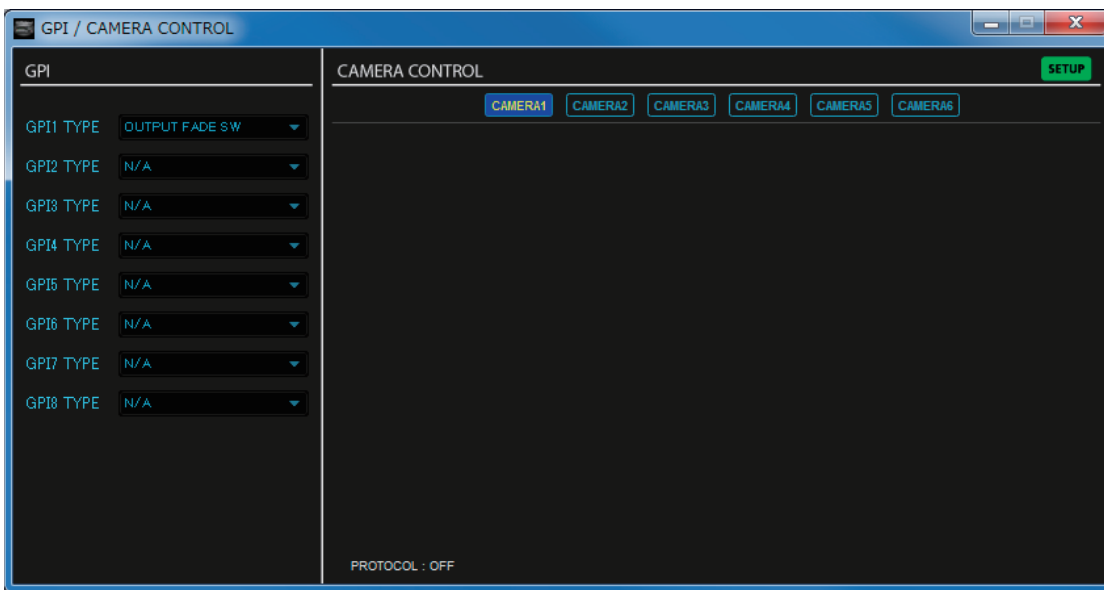 GPI / CAMERA CONTROL
GPI
GPI1 TYPE OUTPUT FADE SW
GPI2 TYPE N/A
GPI3 TYPE N/A
GPI4 TYPE N/A
GPI5 TYPE N/A
GPI6 TYPE N/A
GPI7 TYPE N/A
GPI8 TYPE N/A
CAMERA CONTROL SETUP
CAMERA1 CAMERA2 CAMERA3 CAMERA4 CAMERA5 CAMERA6
PROTOCOL : OFF